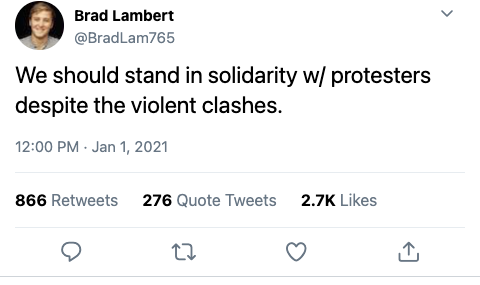 Brad Lambert
@BradLam765
We should stand in solidarity w/ protesters
despite the violent clashes.
12:00 PM · Jan 1, 2021
866 Retweets 276 Quote Tweets 2.7K Likes